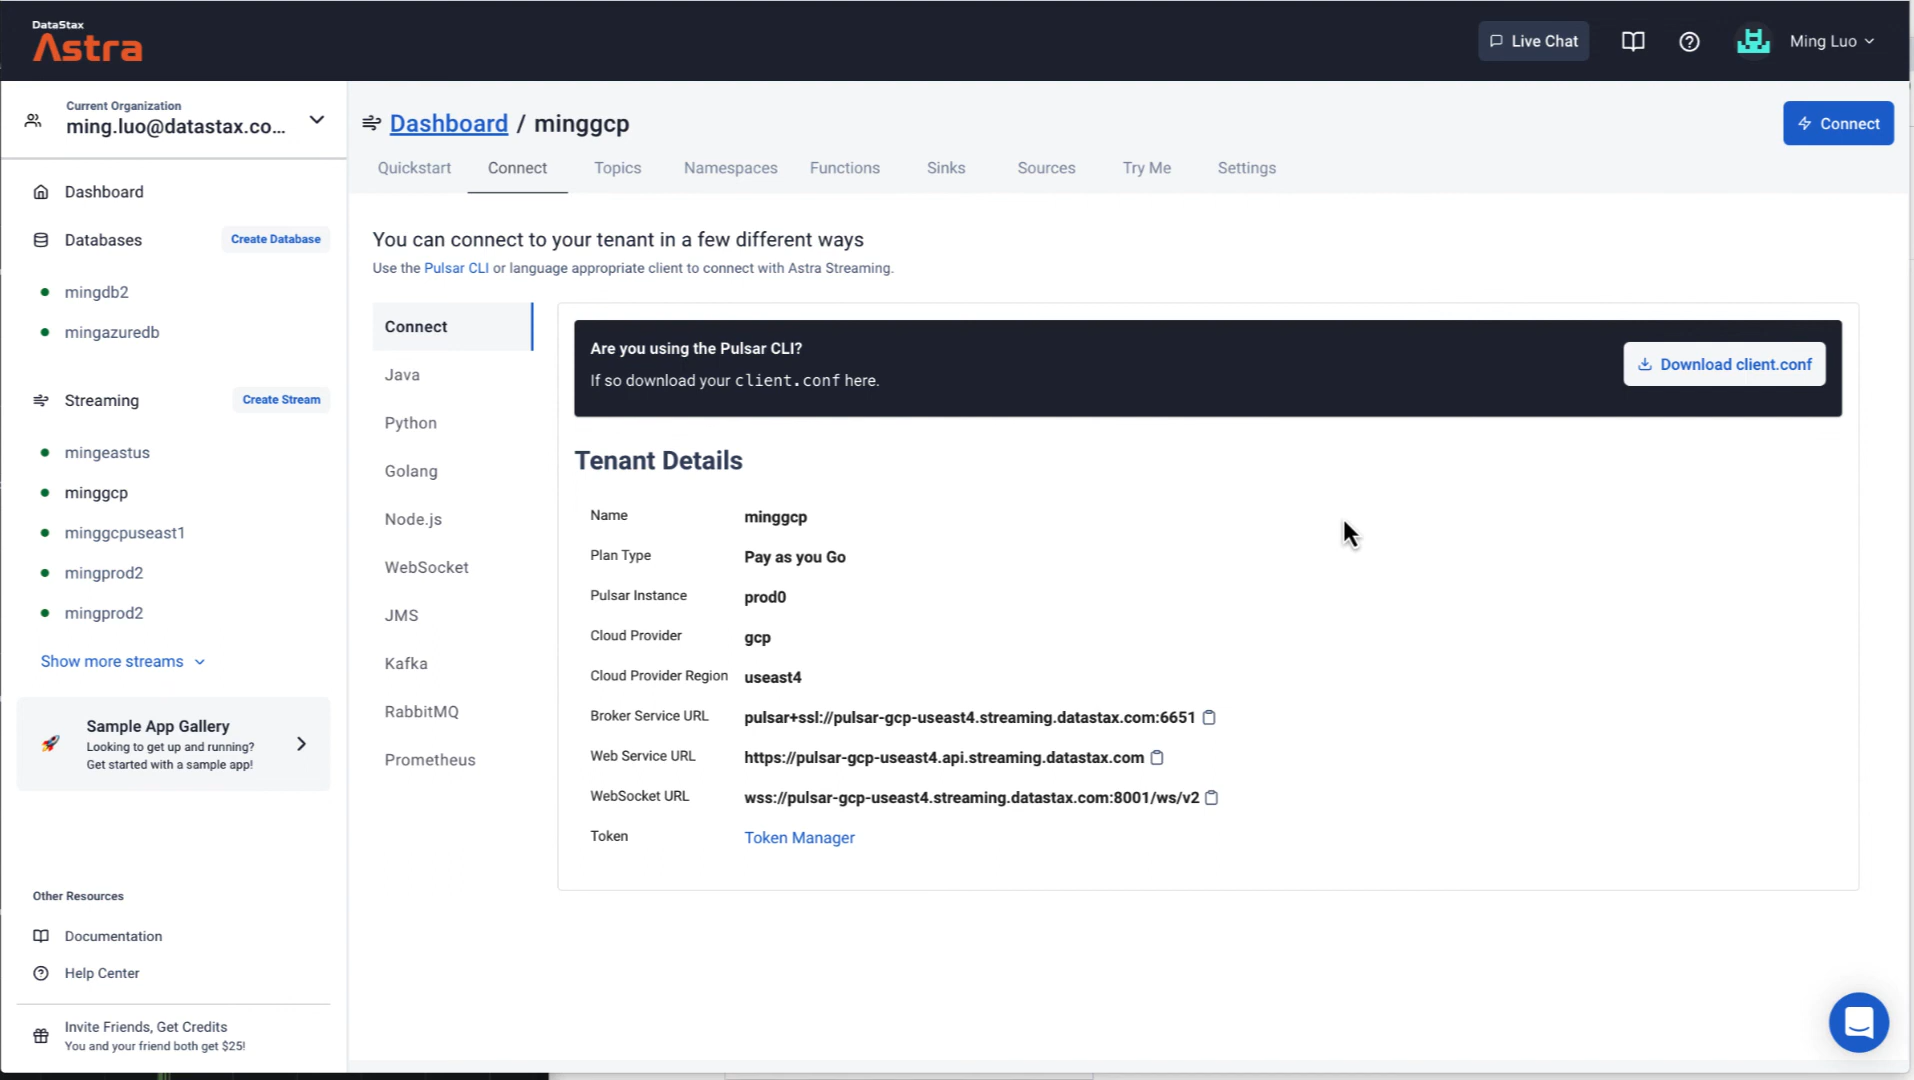 DataStax
Astra
Live Chat
Ming Luo
Current Organization
ming.luo@datastax.co...
Dashboard
Databases
Create Database
mingdb2
mingazuredb
Streaming
Create Stream
mingeastus
minggcp
minggcpuseast1
mingprod2
mingprod2
Show more streams
Sample App Gallery
Looking to get up and running?
Get started with a sample app!
Other Resources
Documentation
Help Center
Invite Friends, Get Credits
You and your friend both get $25!
Dashboard / minggcp
Connect
Quickstart
Connect
Topics
Namespaces
Functions
Sinks
Sources
Try Me
Settings
You can connect to your tenant in a few different ways
Use the Pulsar CLI or language appropriate client to connect with Astra Streaming.
Connect
Java
Python
Golang
Node.js
WebSocket
JMS
Kafka
RabbitMQ
Prometheus
Are you using the Pulsar CLI?
If so download your client.conf here.
Download client.conf
Tenant Details
Name minggcp
Plan Type Pay as you Go
Pulsar Instance prod0
Cloud Provider gcp
Cloud Provider Region useast4
Broker Service URL pulsar+ssl://pulsar-gcp-useast4.streaming.datastax.com:6651
Web Service URL https://pulsar-gcp-useast4.api.streaming.datastax.com
WebSocket URL wss://pulsar-gcp-useast4.streaming.datastax.com:8001/ws/v2
Token Token Manager